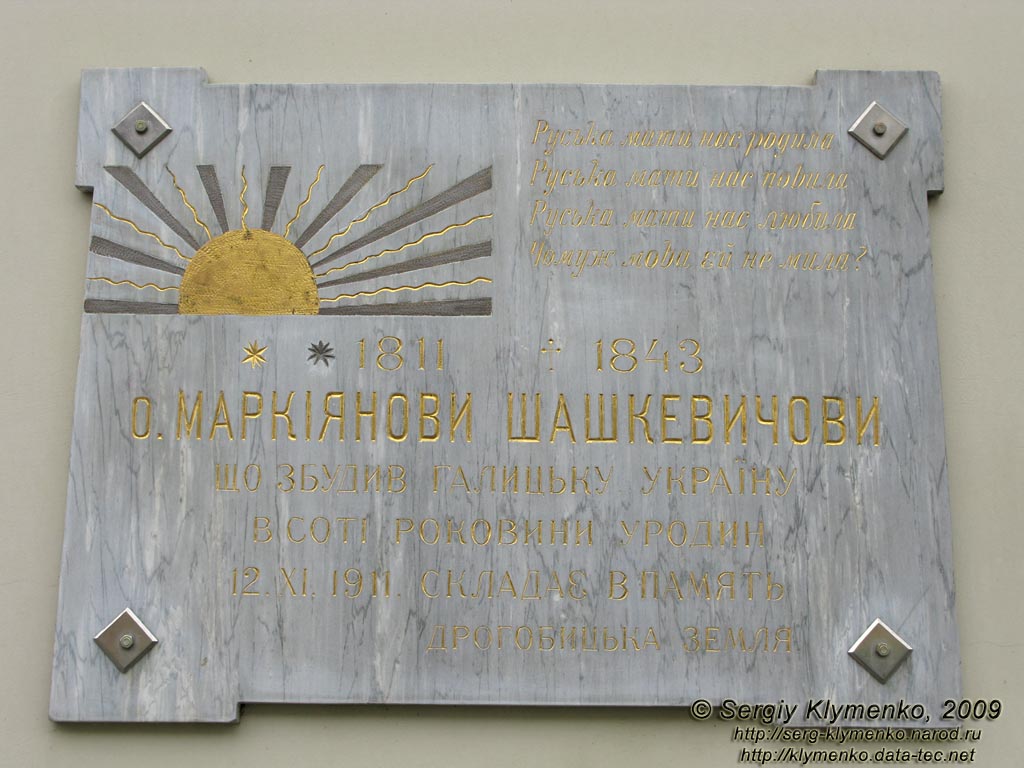 Руська мати нас родила
Руська мати нас повила
Руська мати нас любила
Чомуж мова єй не мила?
* * 1811 † 1843
о. МАРКІЯНОВИ ШАШКЕВИЧОВИ
ЩО ЗБУДИВ ГАЛИЦЬКУ УКРАЇНУ
В СОТІ РОКОВИНИ УРОДИН
12. XI. 1911. СКЛАДАЄ В ПАМЯТЬ
ДРОГОБИЦЬКА ЗЕМЛЯ.
© Sergiy Klymenko, 2009
http://serg-klymenko.narod.ru
http://klymenko.data-tec.net